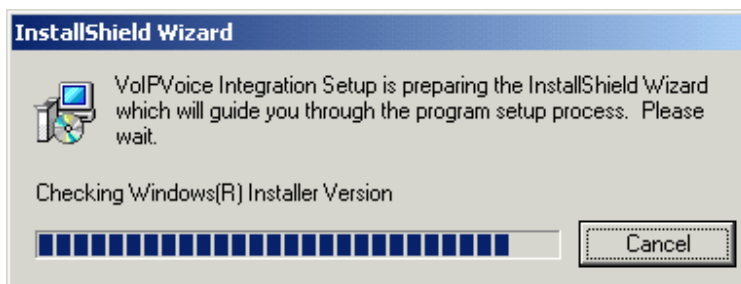 InstallShield Wizard
VoIPVoice Integration Setup is preparing the InstallShield Wizard
which will guide you through the program setup process. Please
wait.
Checking Windows(R) Installer Version
Cancel